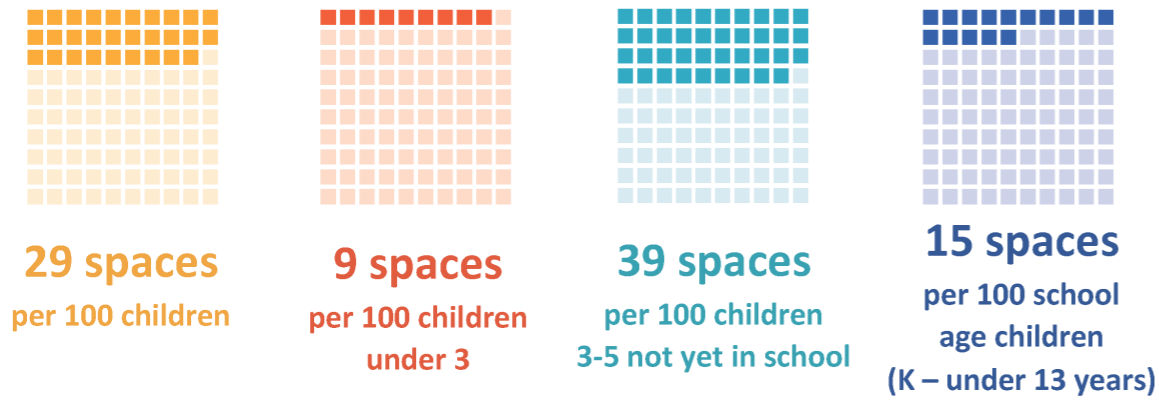 29 spaces
per 100 children
9 spaces
per 100 children
under 3
39 spaces
per 100 children
3-5 not yet in school
15 spaces
per 100 school
age children
(K – under 13 years)